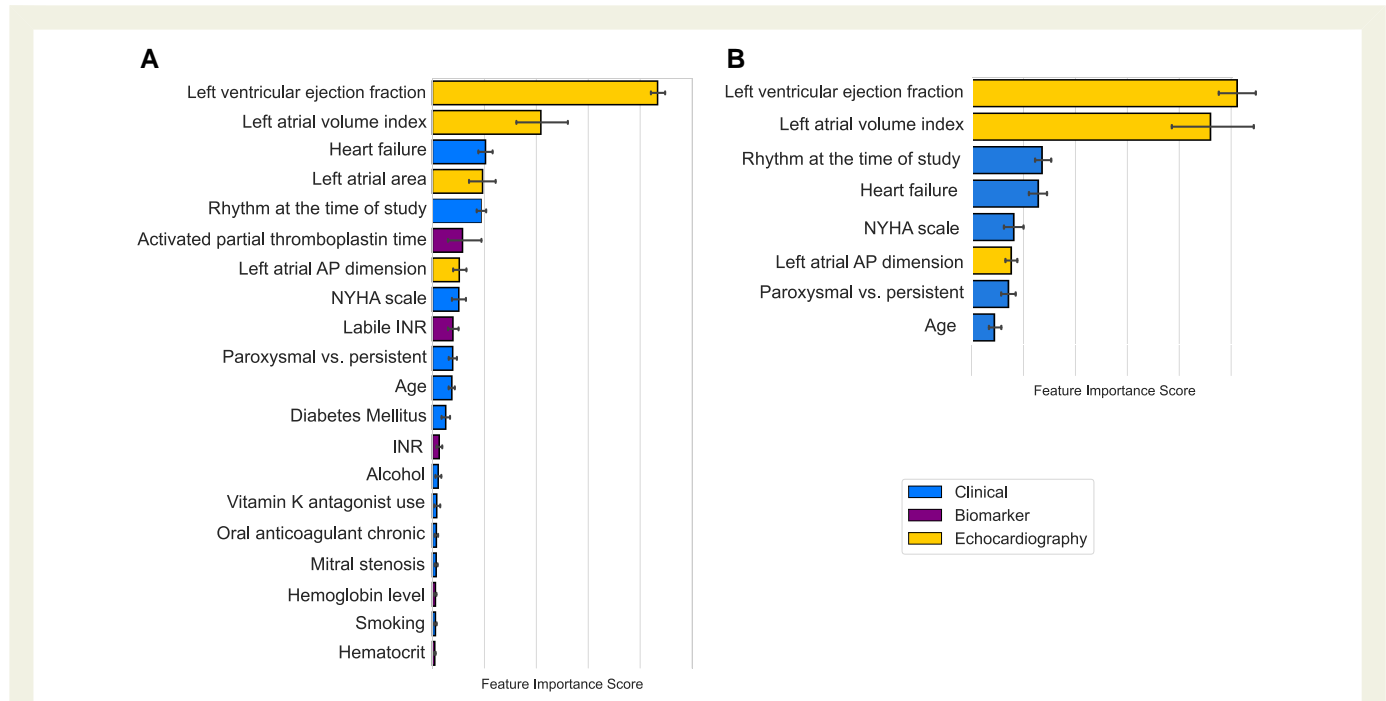 A
Left ventricular ejection fraction
Left atrial volume index
Heart failure
Left atrial area
Rhythm at the time of study
Activated partial thromboplastin time
Left atrial AP dimension
NYHA scale
Labile INR
Paroxysmal vs. persistent
Age
Diabetes Mellitus
INR
Alcohol
Vitamin K antagonist use
Oral anticoagulant chronic
Mitral stenosis
Hemoglobin level
Smoking
Hematocrit
Feature Importance Score
B
Left ventricular ejection fraction
Left atrial volume index
Rhythm at the time of study
Heart failure
NYHA scale
Left atrial AP dimension
Paroxysmal vs. persistent
Age
Feature Importance Score
Clinical
Biomarker
Echocardiography